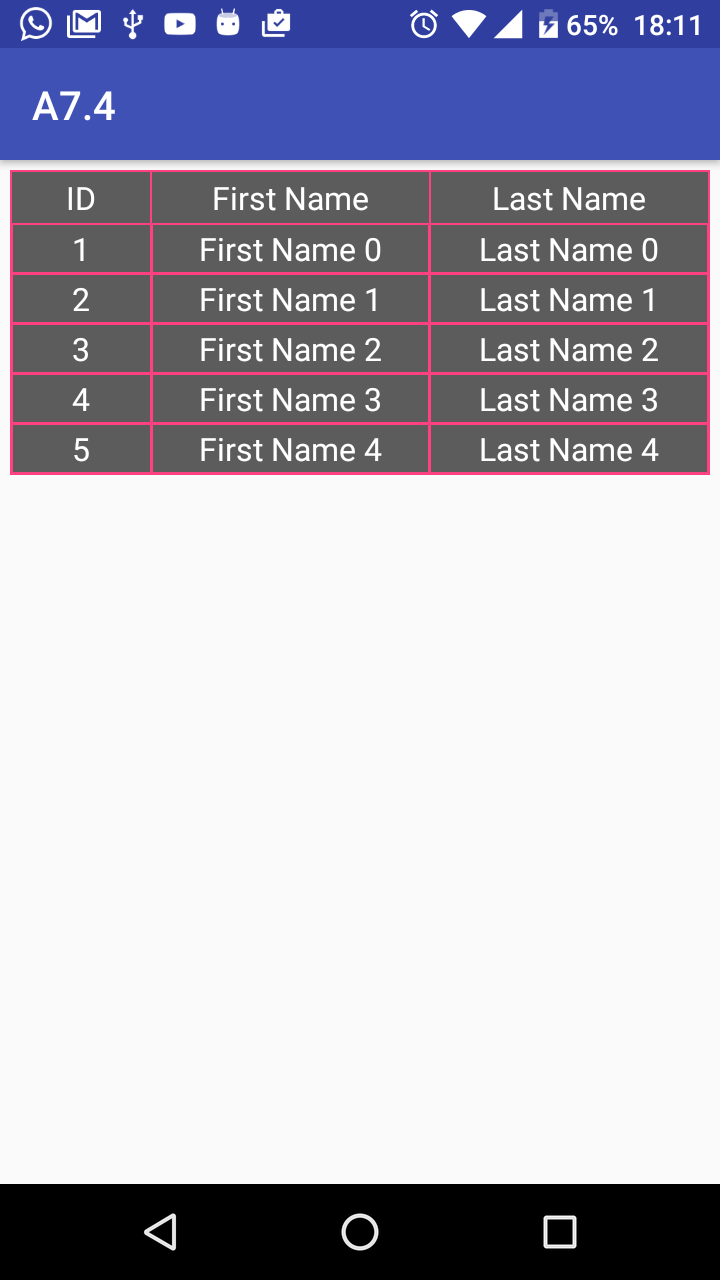 65% 18:11
A7.4
ID First Name Last Name
1 First Name 0 Last Name 0
2 First Name 1 Last Name 1
3 First Name 2 Last Name 2
4 First Name 3 Last Name 3
5 First Name 4 Last Name 4